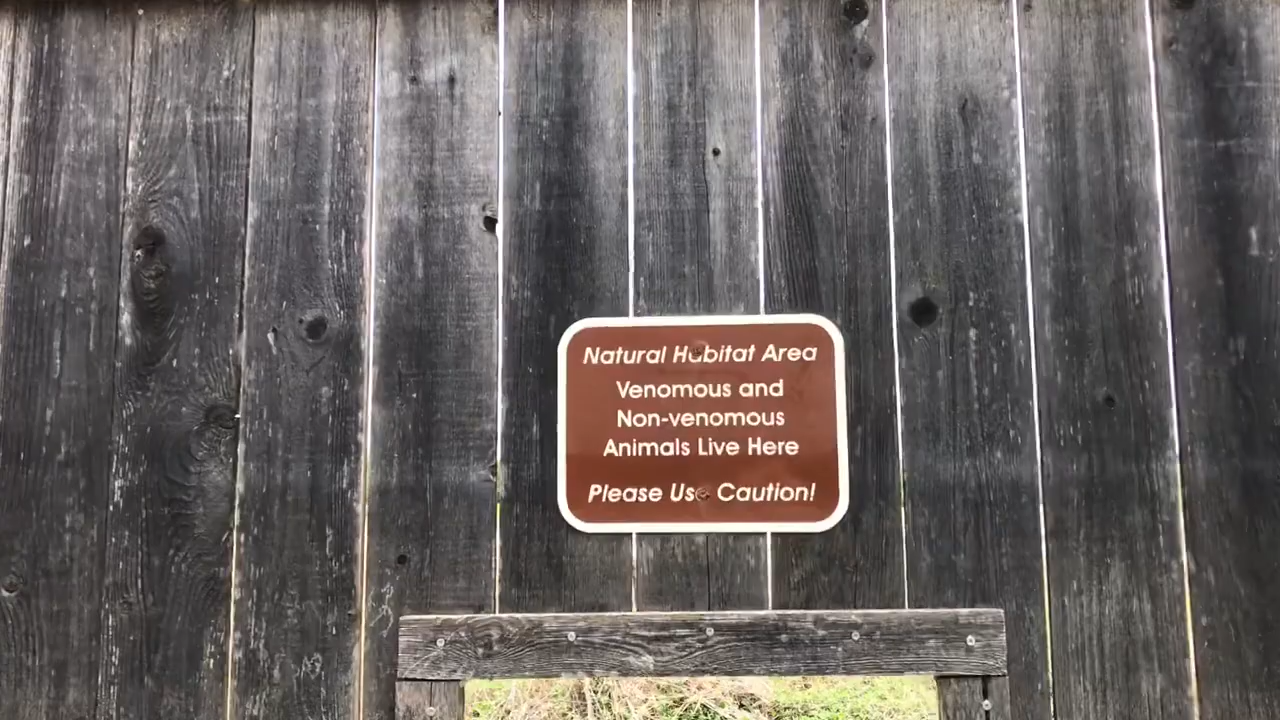 Natural Habitat Area
Venomous and
Non-venomous
Animals Live Here
Please Use Caution!